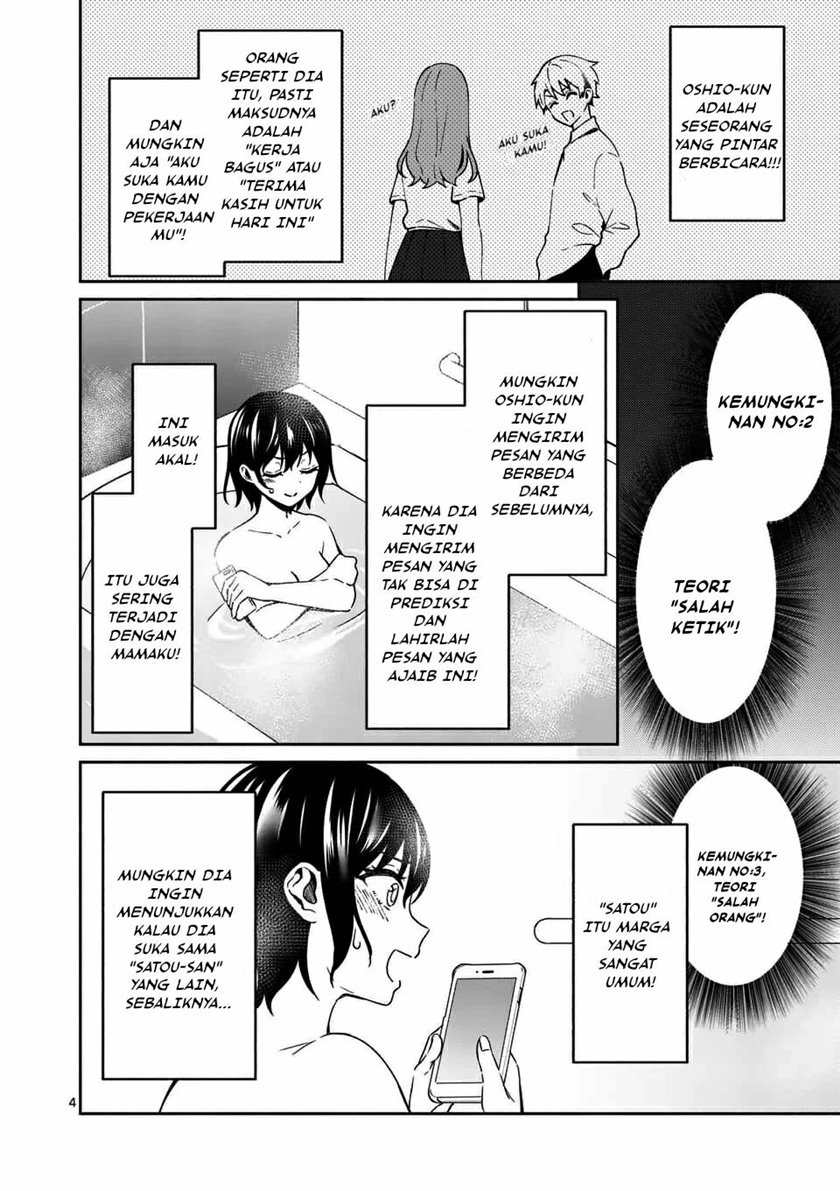 OSHIO-KUN
ADALAH
SESEORANG
YANG PINTAR
BERBICARA!!!
AKU SUKA
KAMU!
AKU?
ORANG
SEPERTI DIA
ITU, PASTI
MAKSUDNYA
ADALAH
"KERJA
BAGUS" ATAU
"TERIMA
KASIH UNTUK
HARI INI"
DAN
MUNGKIN
AJA "AKU
SUKA KAMU
DENGAN
PEKERJAAN
MU"!
KEMUNGKI-
NAN NO:2
TEORI
"SALAH
KETIK"!
MUNGKIN
OSHIO-KUN
INGIN
MENGIRIM
PESAN YANG
BERBEDA
DARI
SEBELUMNYA,
KARENA DIA
INGIN
MENGIRIM
PESAN YANG
TAK BISA DI
PREDIKSI
DAN
LAHIRLAH
PESAN YANG
AJAIB INI!
INI
MASUK
AKAL!
ITU JUGA
SERING
TERJADI
DENGAN
MAMAKU!
KEMUNGKI-
NAN NO:3,
TEORI
"SALAH
ORANG"!
"SATOU"
ITU MARGA
YANG
SANGAT
UMUM!
MUNGKIN DIA
INGIN
MENUNJUKKAN
KALAU DIA
SUKA SAMA
"SATOU-SAN"
YANG LAIN,
SEBALIKNYA...
4